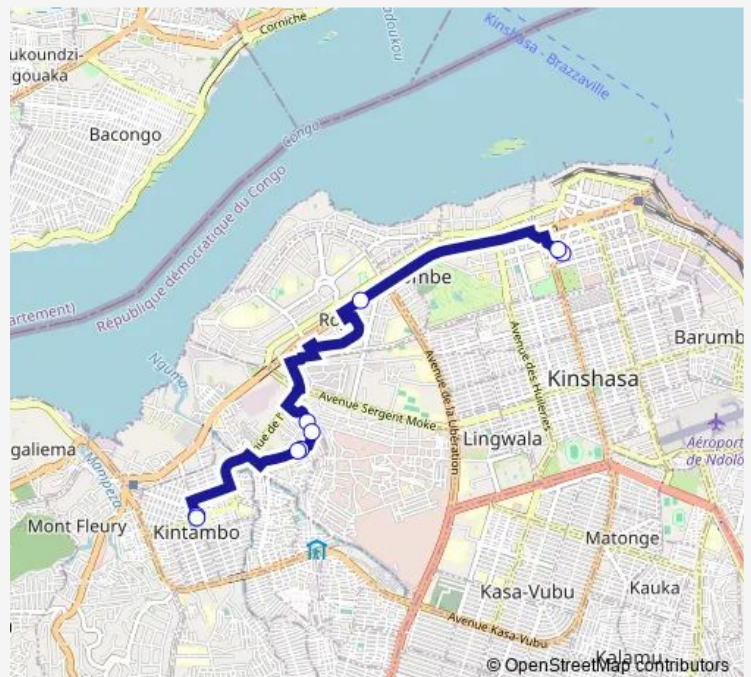 Corniche
Kinshasa - Brazzaville
Bacongo
Congo
République démocratique du Congo
Barumb
Kinshasa
Avenue des Huileries
Avenue de la Libération
Avenue Sergent Moke
Lingwala
Aéroport
de Ndolo
galiema
Mampeza
Mont Fleury
Kintambo
Matonge
Kasa-Vubu
Kauka
Avenue Kasa-Vubu
Kalamu
© OpenStreetMap contributors